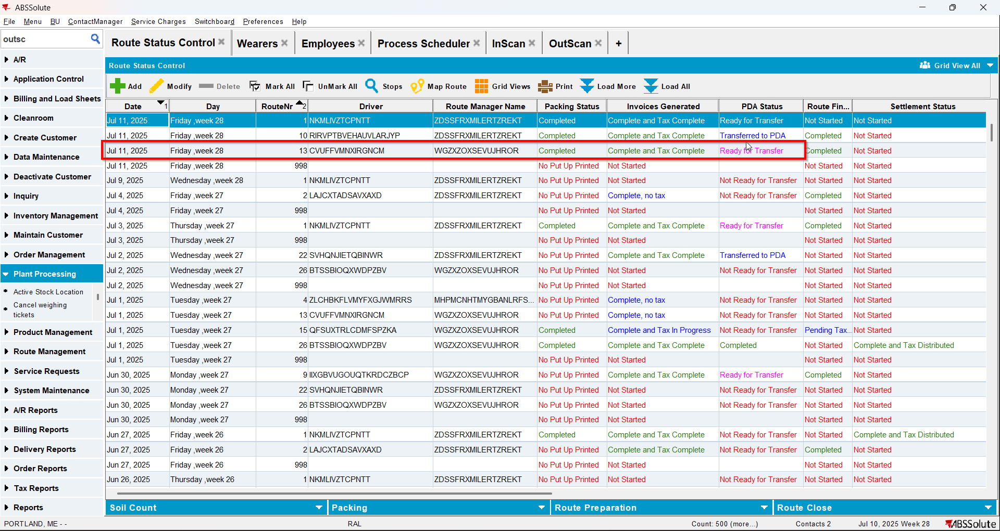 ABSSolute
File Menu BU ContactManager Service Charges Switchboard Preferences Help
outsc
Route Status Control Wearers Employees Process Scheduler InScan OutScan +
Route Status Control Grid View All
Add Modify Delete Mark All UnMark All Stops Map Route Grid Views Print Load More Load All
Date 1 Day RouteNr 2 Driver Route Manager Name Packing Status Invoices Generated PDA Status Route Fin... Settlement Status
Jul 11, 2025 Friday ,week 28 1 NKMLIVZTCPNTT ZDSSFRXMILERTZREKT Completed Complete and Tax Complete Ready for Transfer Not Started Not Started
Jul 11, 2025 Friday ,week 28 10 RIRVPTBVEHAUVLARJYP ZDSSFRXMILERTZREKT Completed Complete and Tax Complete Transferred to PDA Completed Not Started
Jul 11, 2025 Friday ,week 28 13 CVUFFVMNXIRGNCM WGZXZOXSEVUJHROR Completed Complete and Tax Complete Ready for Transfer Completed Not Started
Jul 11, 2025 Friday ,week 28 998 No Put Up Printed Not Started Not Started Not Started
Jul 9, 2025 Wednesday ,week 28 1 NKMLIVZTCPNTT ZDSSFRXMILERTZREKT No Put Up Printed Not Started Not Ready for Transfer Not Started Not Started
Jul 4, 2025 Friday ,week 27 2 LAJCXTADSAVXAXD ZDSSFRXMILERTZREKT No Put Up Printed Complete, no tax Not Ready for Transfer Completed Not Started
Jul 4, 2025 Friday ,week 27 998 No Put Up Printed Not Started Not Started Not Started
Jul 3, 2025 Thursday ,week 27 1 NKMLIVZTCPNTT ZDSSFRXMILERTZREKT Completed Complete and Tax Complete Ready for Transfer Completed Not Started
Jul 3, 2025 Thursday ,week 27 998 No Put Up Printed Not Started Not Started Not Started
Jul 2, 2025 Wednesday ,week 27 22 SVHQNJIETQBINWR ZDSSFRXMILERTZREKT No Put Up Printed Complete and Tax Complete Transferred to PDA Not Started Not Started
Jul 2, 2025 Wednesday ,week 27 26 BTSSBIOQXWDPZBV WGZXZOXSEVUJHROR No Put Up Printed Not Started Not Ready for Transfer Not Started Not Started
Jul 2, 2025 Wednesday ,week 27 998 No Put Up Printed Not Started Not Started Not Started
Jul 1, 2025 Tuesday ,week 27 4 ZLCHBKFLVMYFXGJWMRRS MHPMCNHTMYGBANLRFS... No Put Up Printed Complete, no tax Not Ready for Transfer Not Started Not Started
Jul 1, 2025 Tuesday ,week 27 13 CVUFFVMNXIRGNCM WGZXZOXSEVUJHROR No Put Up Printed Complete, no tax Not Ready for Transfer Not Started Not Started
Jul 1, 2025 Tuesday ,week 27 15 QFSUXTRLCDMFSPZKA WGZXZOXSEVUJHROR Completed Complete and Tax In Progress Not Ready for Transfer Pending Tax... Not Started
Jul 1, 2025 Tuesday ,week 27 26 BTSSBIOQXWDPZBV WGZXZOXSEVUJHROR Completed Complete and Tax Complete Completed Not Started Complete and Tax Distributed
Jul 1, 2025 Tuesday ,week 27 998 No Put Up Printed Not Started Not Started Not Started
Jun 30, 2025 Monday ,week 27 9 IIXGBVUGOUQTKRDCZBCP WGZXZOXSEVUJHROR No Put Up Printed Complete and Tax Complete Ready for Transfer Completed Not Started
Jun 30, 2025 Monday ,week 27 22 SVHQNJIETQBINWR ZDSSFRXMILERTZREKT No Put Up Printed Not Started Not Ready for Transfer Not Started Not Started
Jun 30, 2025 Monday ,week 27 26 BTSSBIOQXWDPZBV WGZXZOXSEVUJHROR No Put Up Printed Not Started Not Ready for Transfer Not Started Not Started
Jun 30, 2025 Monday ,week 27 998 No Put Up Printed Not Started Not Started Not Started
Jun 27, 2025 Friday ,week 26 1 NKMLIVZTCPNTT ZDSSFRXMILERTZREKT Completed Complete and Tax Complete Not Ready for Transfer Not Started Complete and Tax Distributed
Jun 27, 2025 Friday ,week 26 2 LAJCXTADSAVXAXD ZDSSFRXMILERTZREKT No Put Up Printed Complete and Tax Complete Not Ready for Transfer Completed Not Started
Jun 27, 2025 Friday ,week 26 998 No Put Up Printed Not Started Not Started Not Started
Jun 26, 2025 Thursday ,week 26 1 NKMLIVZTCPNTT ZDSSFRXMILERTZREKT No Put Up Printed Not Started Not Ready for Transfer Not Started Not Started
A/R
Application Control
Billing and Load Sheets
Cleanroom
Create Customer
Data Maintenance
Deactivate Customer
Inquiry
Inventory Management
Maintain Customer
Order Management
Plant Processing
Active Stock Location
Cancel weighing
tickets
Product Management
Route Management
Service Requests
System Maintenance
A/R Reports
Billing Reports
Delivery Reports
Order Reports
Tax Reports
Reports
Soil Count Packing Route Preparation Route Close
PORTLAND, ME - - RAL Count: 500 (more...) Contacts 2 Jul 10, 2025 Week 28 ABSSolute